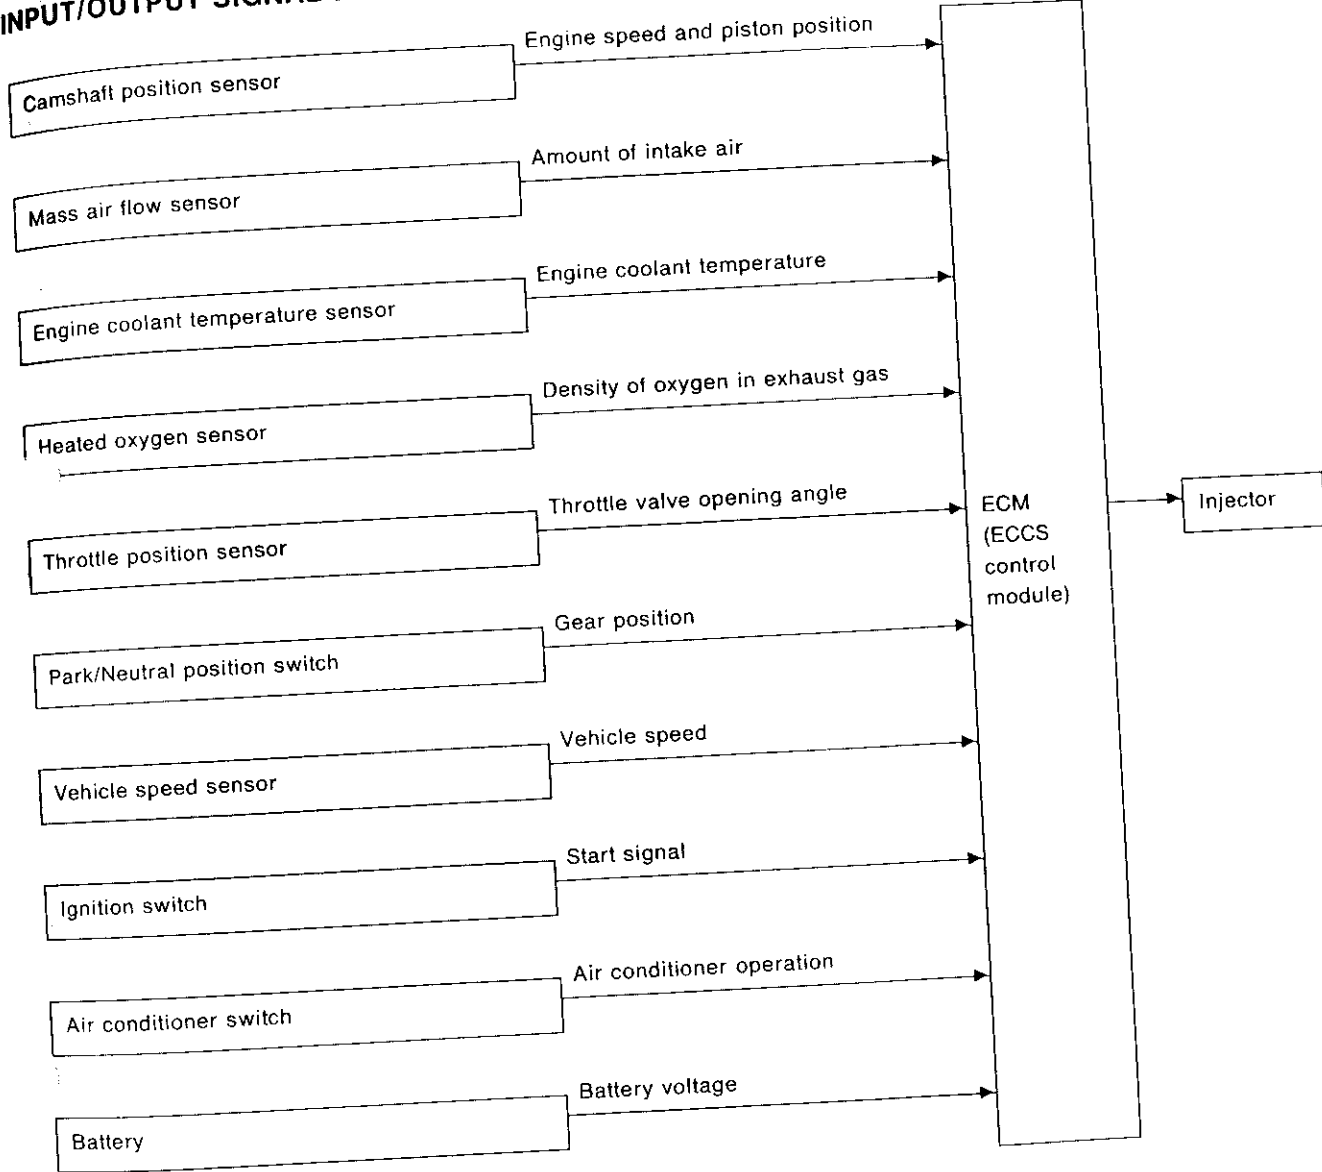 INPUT/OUTPUT SIGNAL
Engine speed and piston position
Camshaft position sensor
Amount of intake air
Mass air flow sensor
Engine coolant temperature
Engine coolant temperature sensor
Density of oxygen in exhaust gas
Heated oxygen sensor
Throttle valve opening angle
Throttle position sensor
ECM
(ECCS
control
module)
Injector
Gear position
Park/Neutral position switch
Vehicle speed
Vehicle speed sensor
Start signal
Ignition switch
Air conditioner operation
Air conditioner switch
Battery voltage
Battery